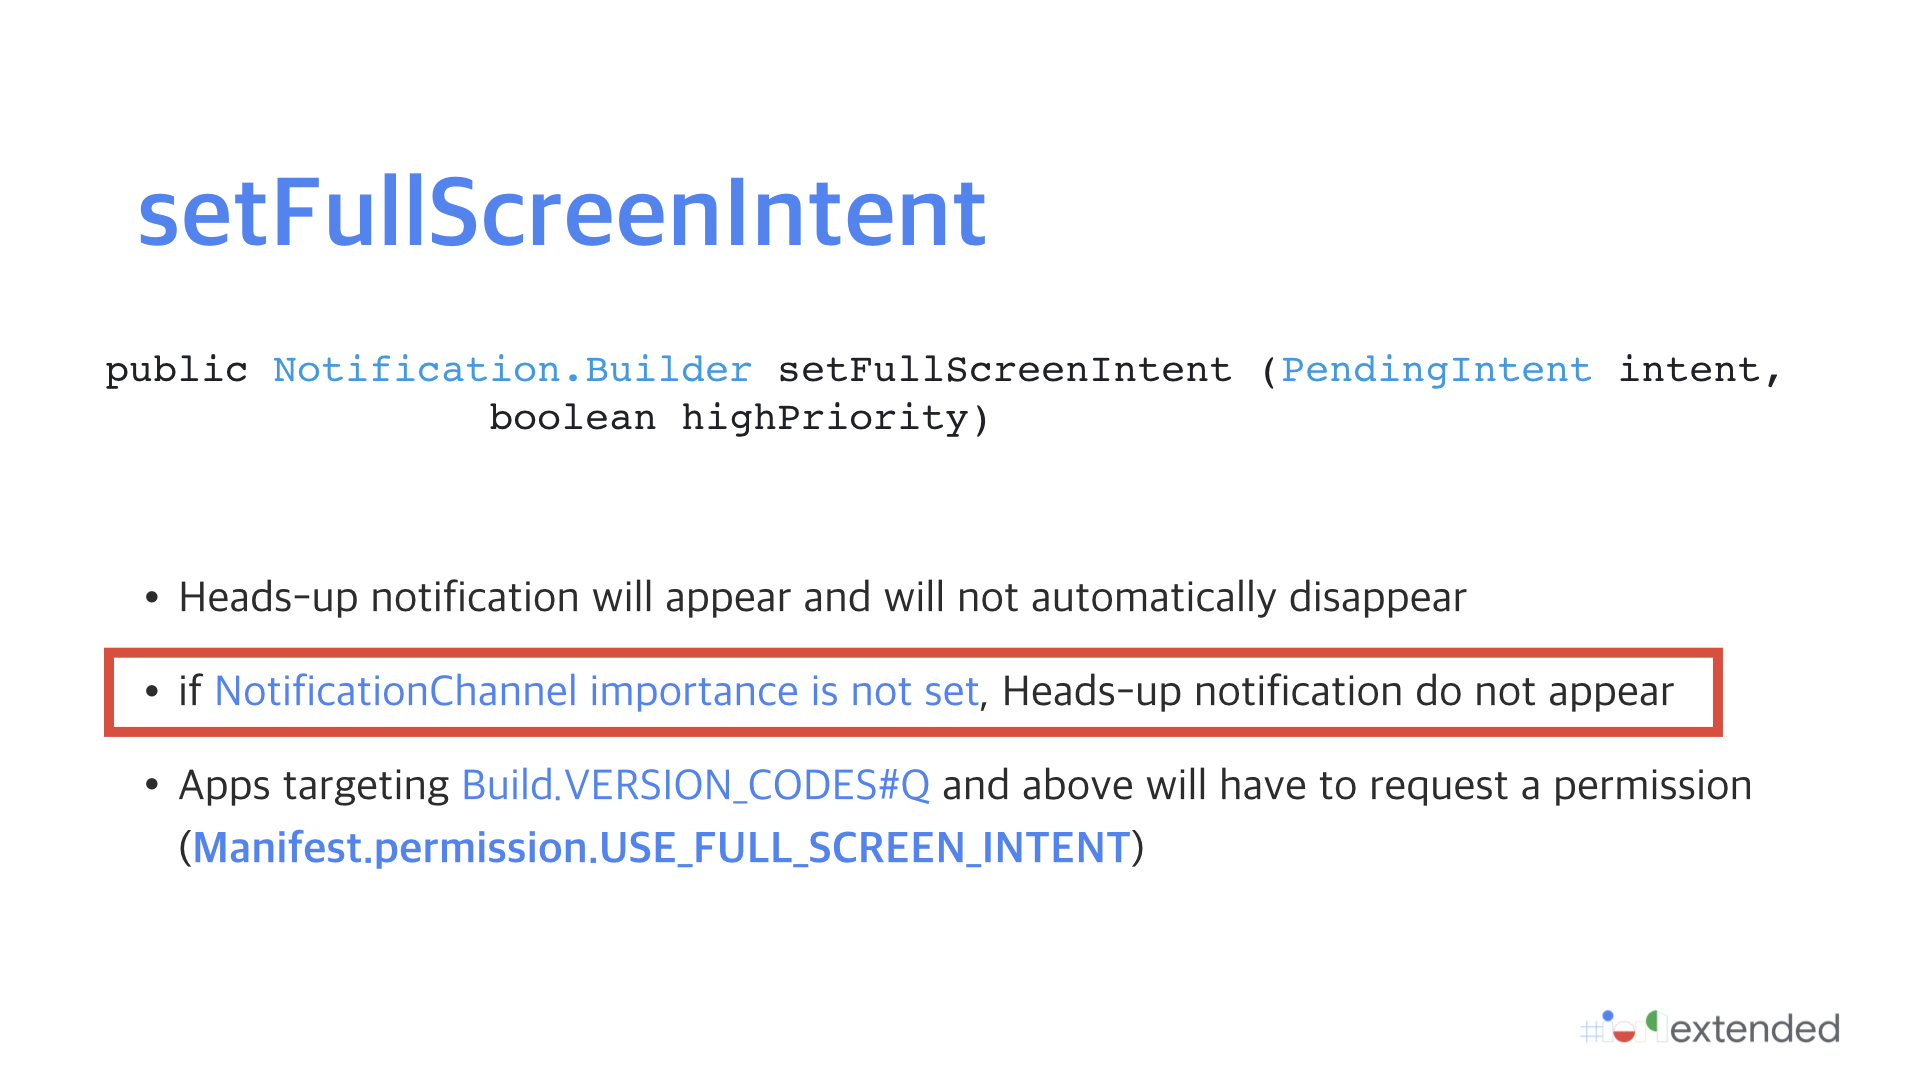 setFullScreenIntent
public Notification.Builder setFullScreenIntent (PendingIntent intent,
boolean highPriority)
• Heads-up notification will appear and will not automatically disappear
• if NotificationChannel importance is not set, Heads-up notification do not appear
• Apps targeting Build.VERSION_CODES#Q and above will have to request a permission
(Manifest.permission.USE_FULL_SCREEN_INTENT)
#io19extended